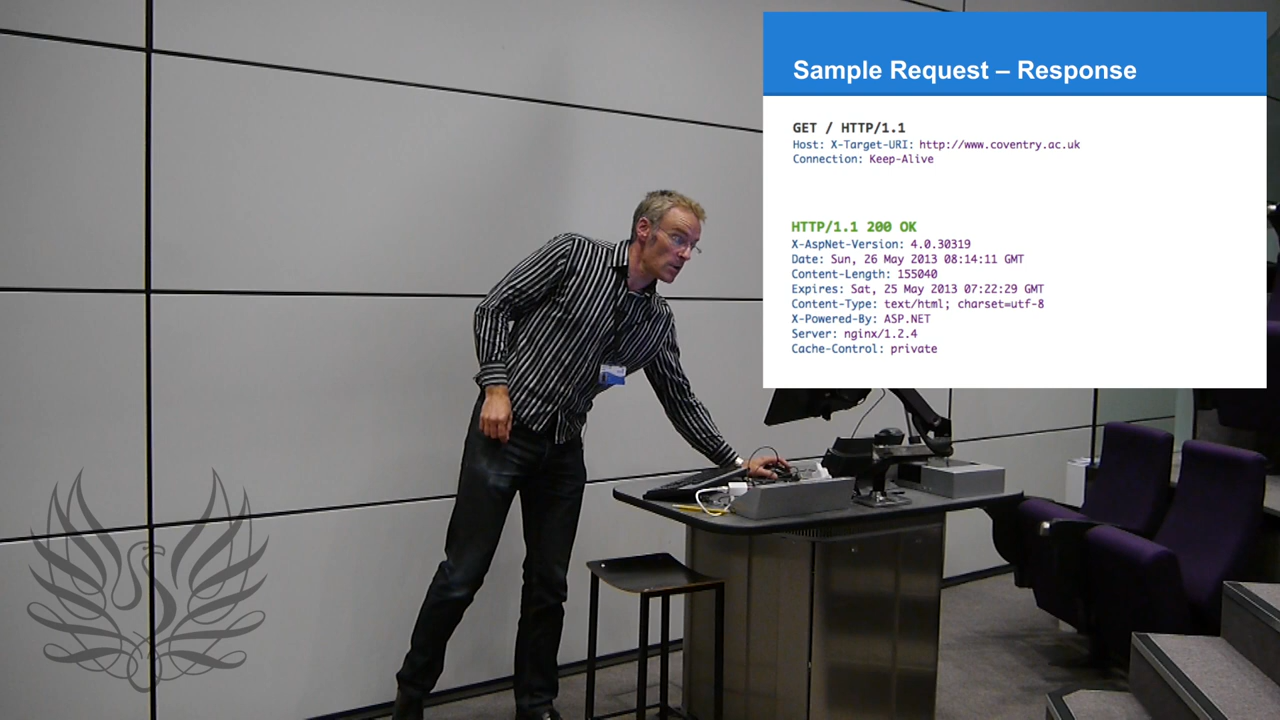 Sample Request – Response
GET / HTTP/1.1
Host: X-Target-URI: http://www.coventry.ac.uk
Connection: Keep-Alive
HTTP/1.1 200 OK
X-AspNet-Version: 4.0.30319
Date: Sun, 26 May 2013 08:14:11 GMT
Content-Length: 155040
Expires: Sat, 25 May 2013 07:22:29 GMT
Content-Type: text/html; charset=utf-8
X-Powered-By: ASP.NET
Server: nginx/1.2.4
Cache-Control: private